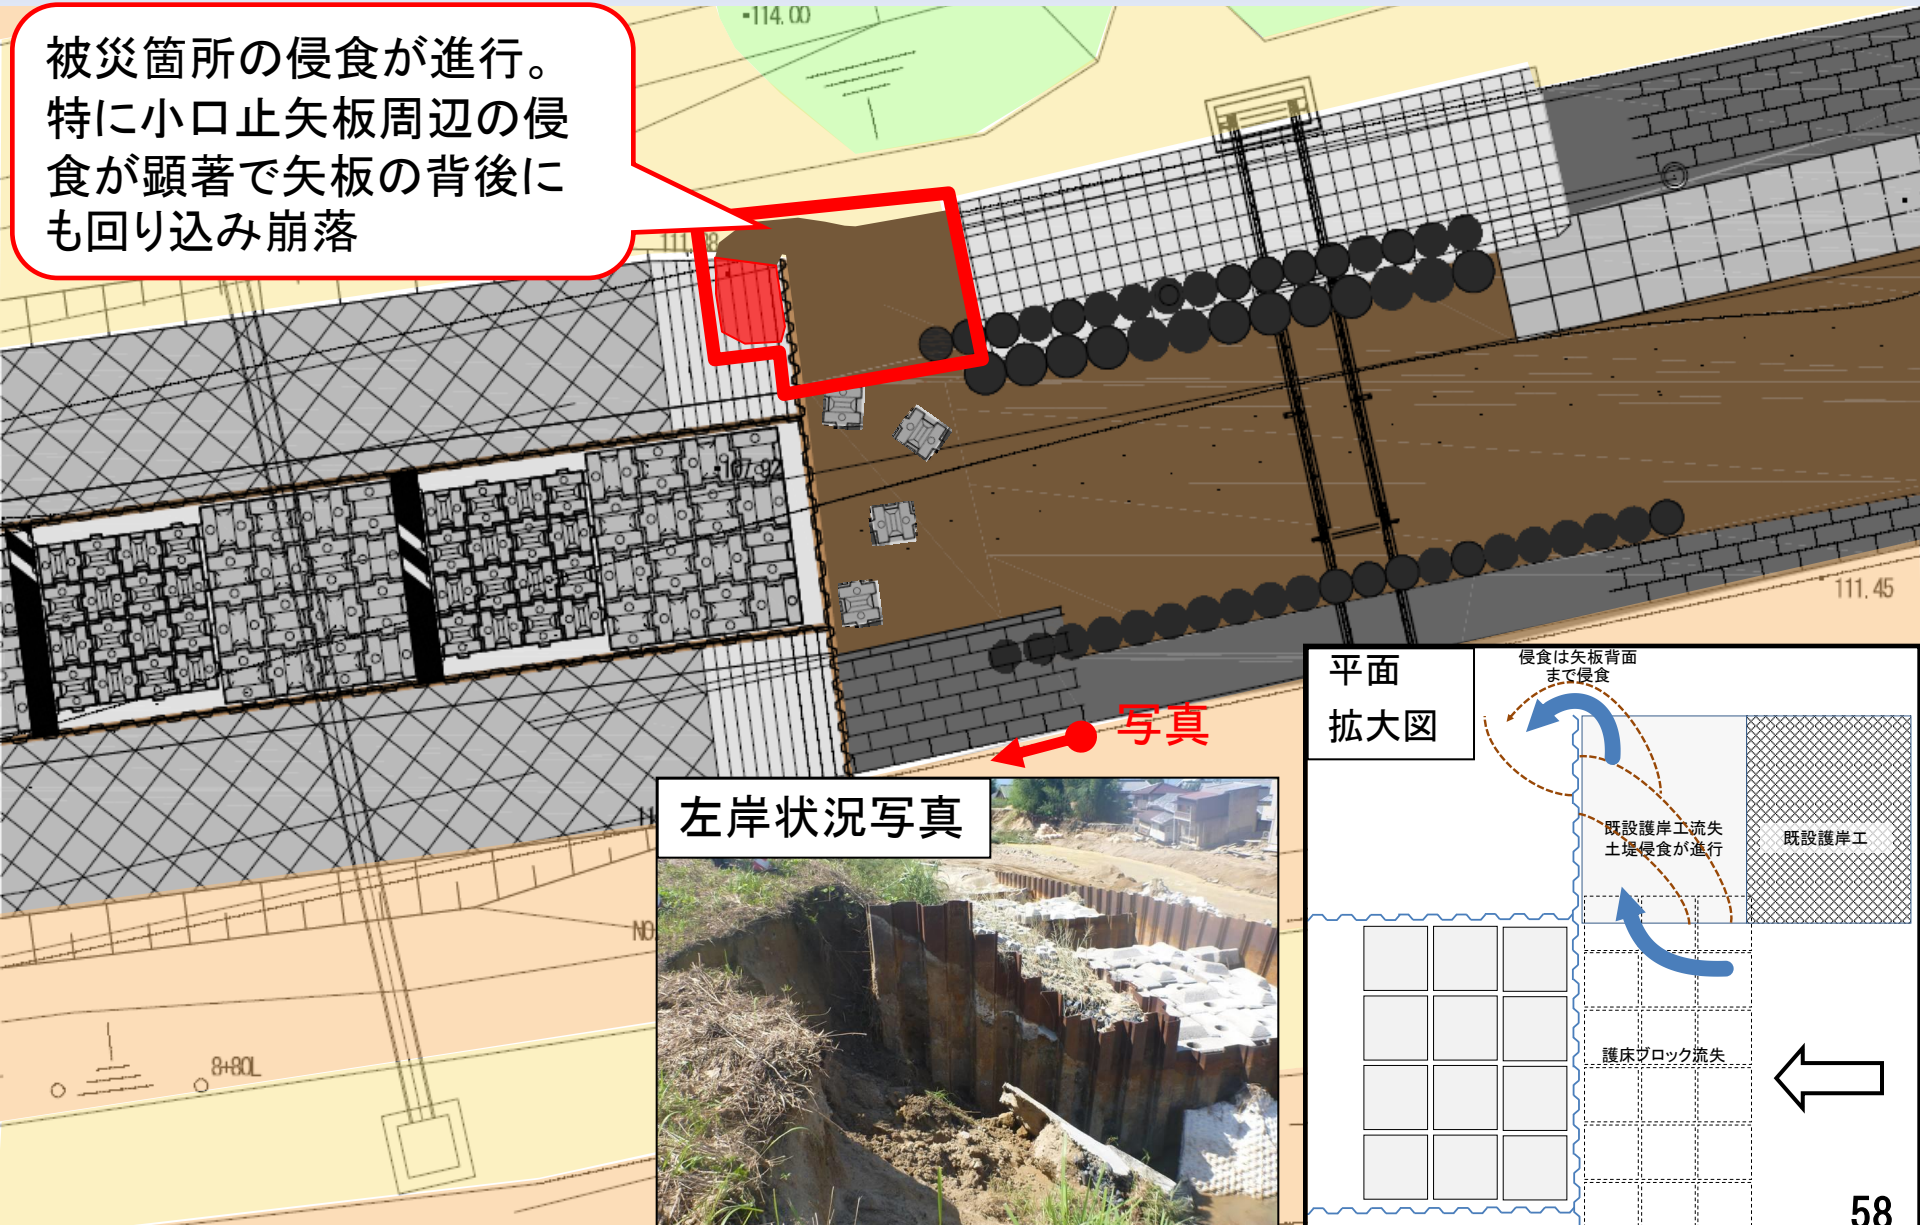 -114.00
被災箇所の侵食が進行。
特に小口止矢板周辺の侵
食が顕著で矢板の背後に
も回り込み崩落
-107.92
111.45
写真
左岸状況写真
NO.
8+80L
平面
拡大図
侵食は矢板背面
まで侵食
既設護岸工流失
土堤侵食が進行
既設護岸工
護床ブロック流失
58